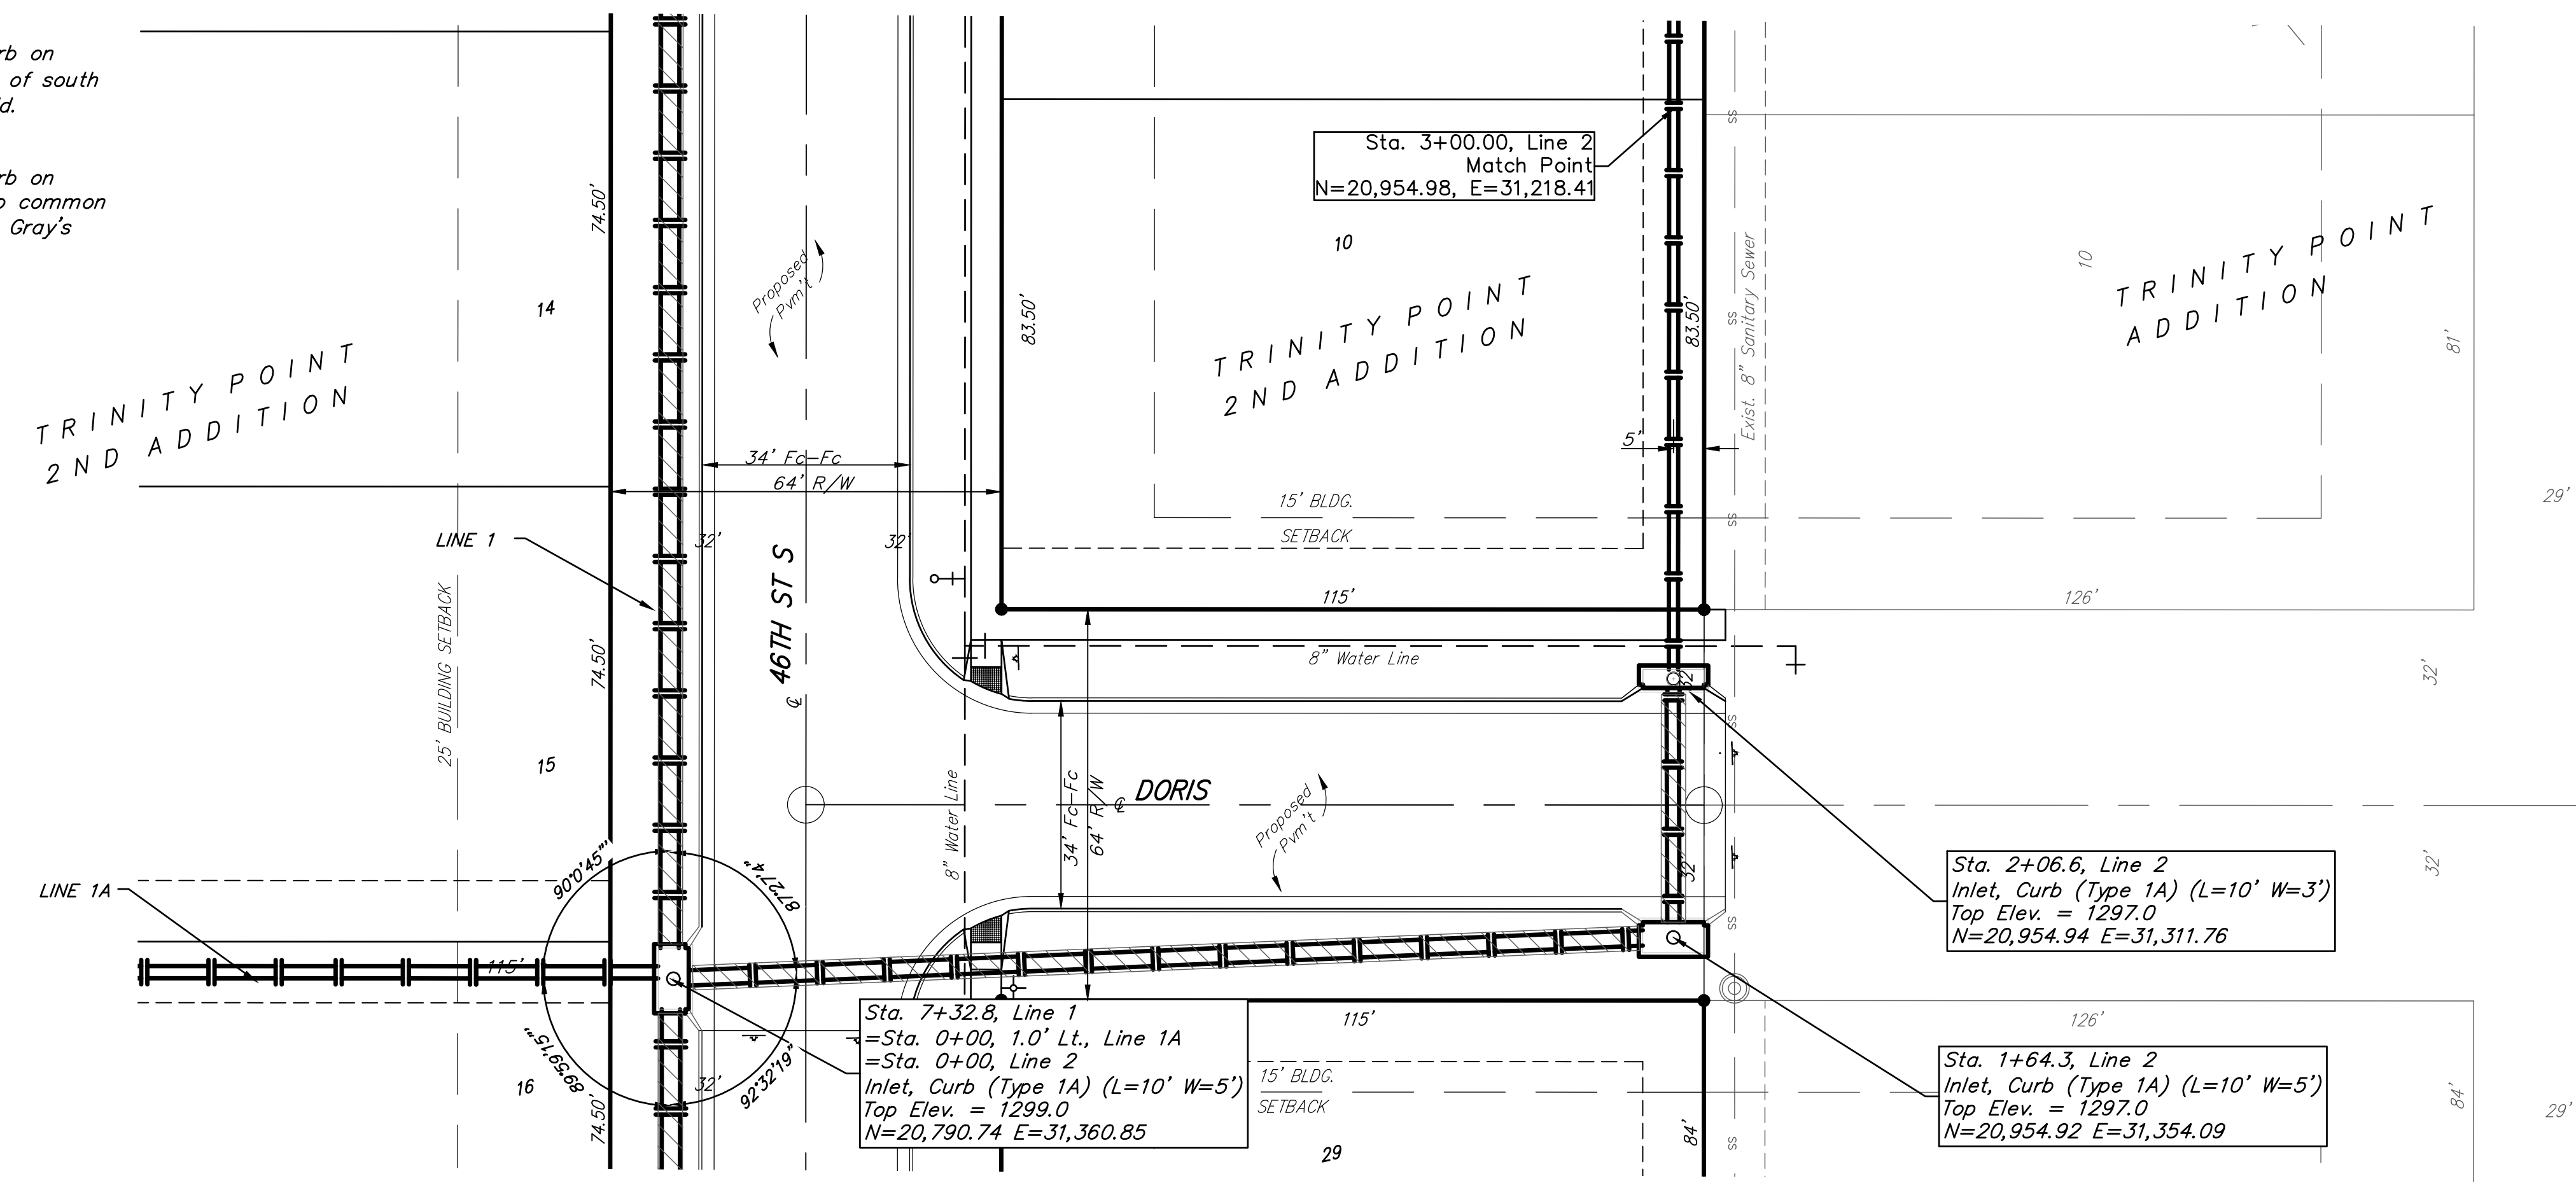 rb on
of south
d.
rb on
o common
Gray's
Sta. 3+00.00, Line 2
Match Point
N=20,954.98, E=31,218.41
74.50'
Proposed
Pvm't
14
10
83.50'
83.50'
SS
SS
SS
Exist. 8" Sanitary Sewer
10
TRINITY POINT
ADDITION
81'
TRINITY POINT
2ND ADDITION
TRINITY POINT
2ND ADDITION
5'
34' Fc-Fc
64' R/W
15' BLDG.
SETBACK
29'
LINE 1
32'
32'
46TH ST S
℄
25' BUILDING SETBACK
74.50'
15
115'
126'
8" Water Line
32'
32'
SS
8" Water Line
34' Fc-Fc
64' R/W
℄
DORIS
Proposed
Pvm't
32'
32'
SS
Sta. 2+06.6, Line 2
Inlet, Curb (Type 1A) (L=10' W=3')
Top Elev. = 1297.0
N=20,954.94 E=31,311.76
LINE 1A
90°0'45"
87°27'4"
89°59'15"
92°32'19"
115'
16
74.50'
32'
Sta. 7+32.8, Line 1
=Sta. 0+00, 1.0' Lt., Line 1A
=Sta. 0+00, Line 2
Inlet, Curb (Type 1A) (L=10' W=5')
Top Elev. = 1299.0
N=20,790.74 E=31,360.85
115'
126'
15' BLDG.
SETBACK
29
84'
SS
Sta. 1+64.3, Line 2
Inlet, Curb (Type 1A) (L=10' W=5')
Top Elev. = 1297.0
N=20,954.92 E=31,354.09
84'
29'